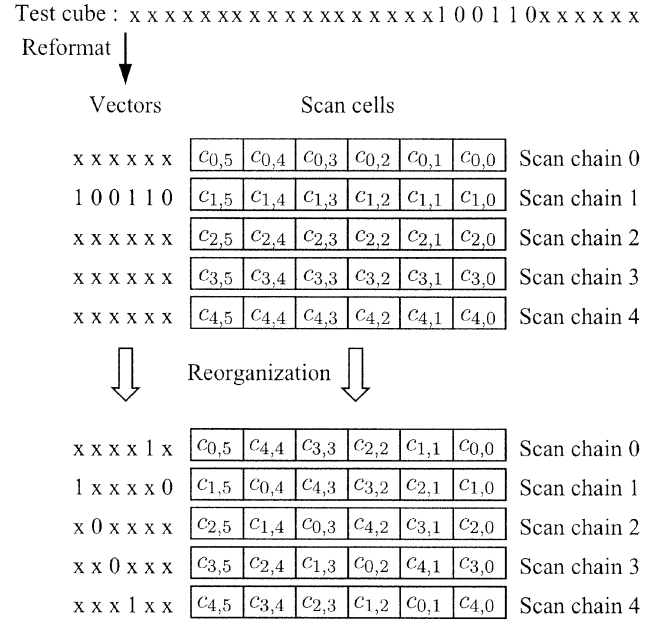 Test cube : x x x x x x x x x x x x x x x x x x 1 0 0 1 1 0 x x x x x x
Reformat
Vectors Scan cells
x x x x x x c0,5 c0,4 c0,3 c0,2 c0,1 c0,0 Scan chain 0
1 0 0 1 1 0 c1,5 c1,4 c1,3 c1,2 c1,1 c1,0 Scan chain 1
x x x x x x c2,5 c2,4 c2,3 c2,2 c2,1 c2,0 Scan chain 2
x x x x x x c3,5 c3,4 c3,3 c3,2 c3,1 c3,0 Scan chain 3
x x x x x x c4,5 c4,4 c4,3 c4,2 c4,1 c4,0 Scan chain 4
Reorganization
x x x x 1 x c0,5 c4,4 c3,3 c2,2 c1,1 c0,0 Scan chain 0
1 x x x x 0 c1,5 c0,4 c4,3 c3,2 c2,1 c1,0 Scan chain 1
x 0 x x x x c2,5 c1,4 c0,3 c4,2 c3,1 c2,0 Scan chain 2
x x 0 x x x c3,5 c2,4 c1,3 c0,2 c4,1 c3,0 Scan chain 3
x x x 1 x x c4,5 c3,4 c2,3 c1,2 c0,1 c4,0 Scan chain 4